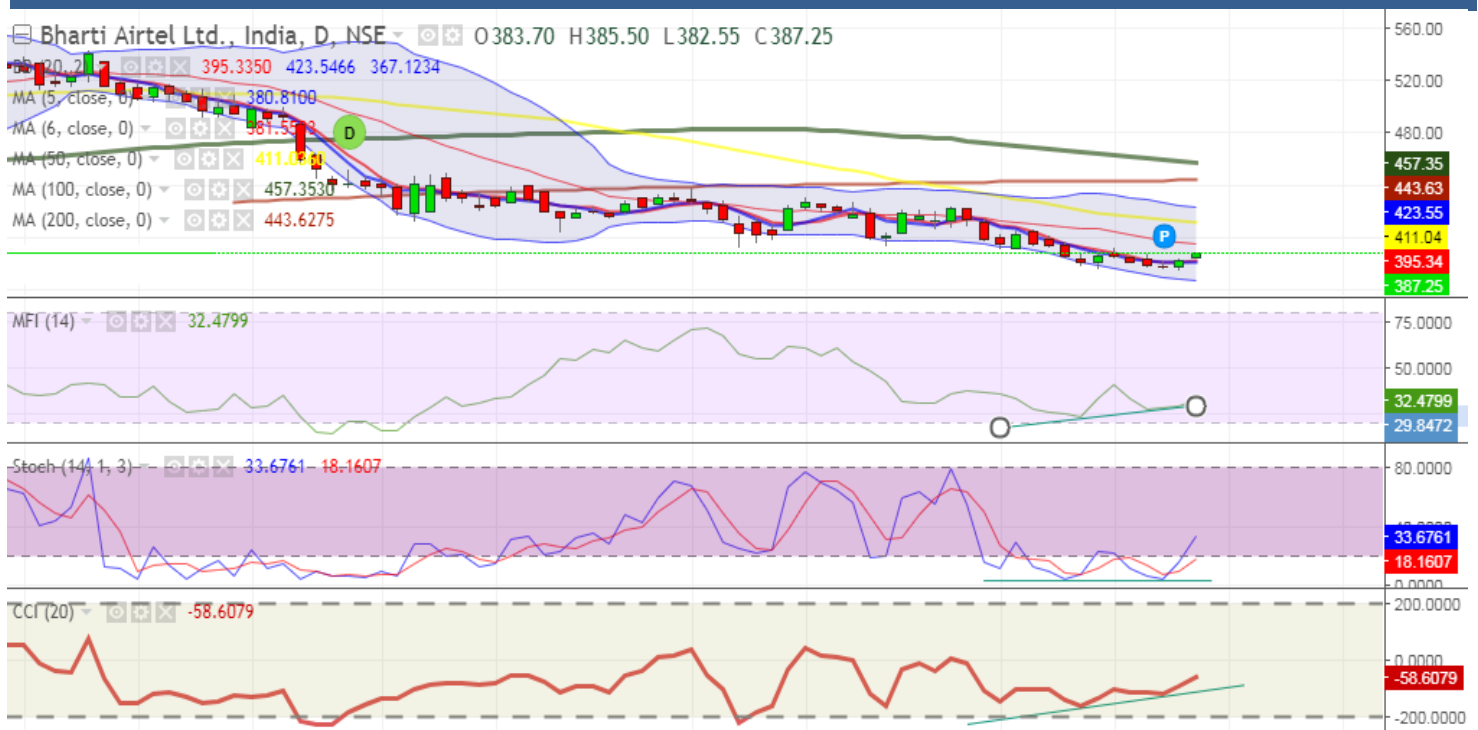 Bharti Airtel Ltd., India, D, NSE O383.70 H385.50 L382.55 C387.25
BB (20, 2) 395.3350 423.5466 367.1234
MA (5, close, 0) 380.8100
MA (6, close, 0)
MA (50, close, 0) 411.0360
MA (100, close, 0) 457.3530
MA (200, close, 0) 443.6275
D
P
560.00
520.00
480.00
457.35
443.63
423.55
411.04
395.34
387.25
MFI (14) 32.4799
75.0000
50.0000
32.4799
29.8472
Stoch (14, 1, 3) 33.6761 18.1607
80.0000
33.6761
18.1607
0.0000
CCI (20) -58.6079
200.0000
0.0000
-58.6079
-200.0000